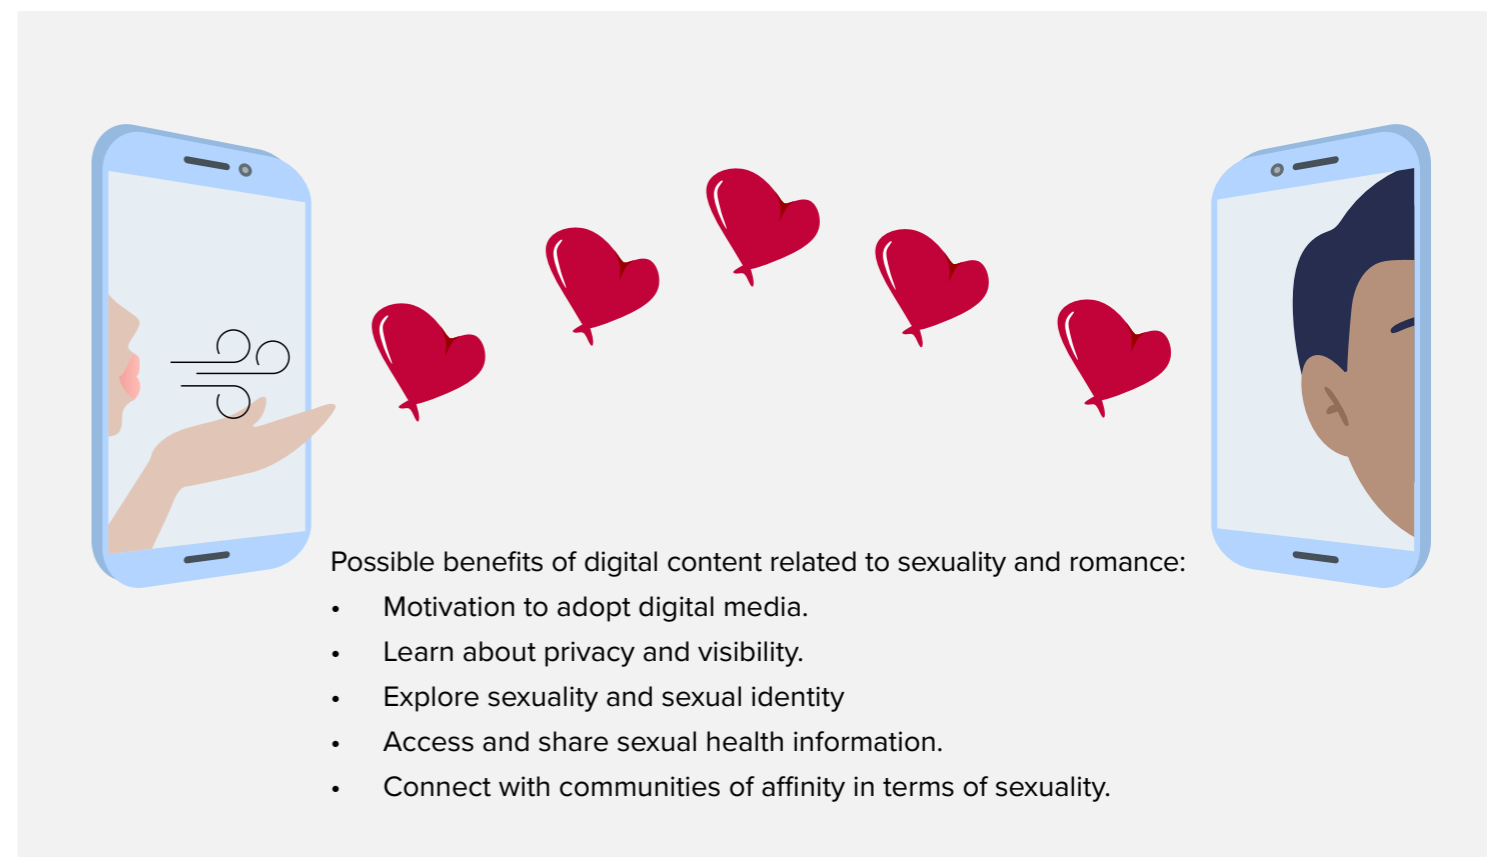 Possible benefits of digital content related to sexuality and romance:
• Motivation to adopt digital media.
• Learn about privacy and visibility.
• Explore sexuality and sexual identity
• Access and share sexual health information.
• Connect with communities of affinity in terms of sexuality.